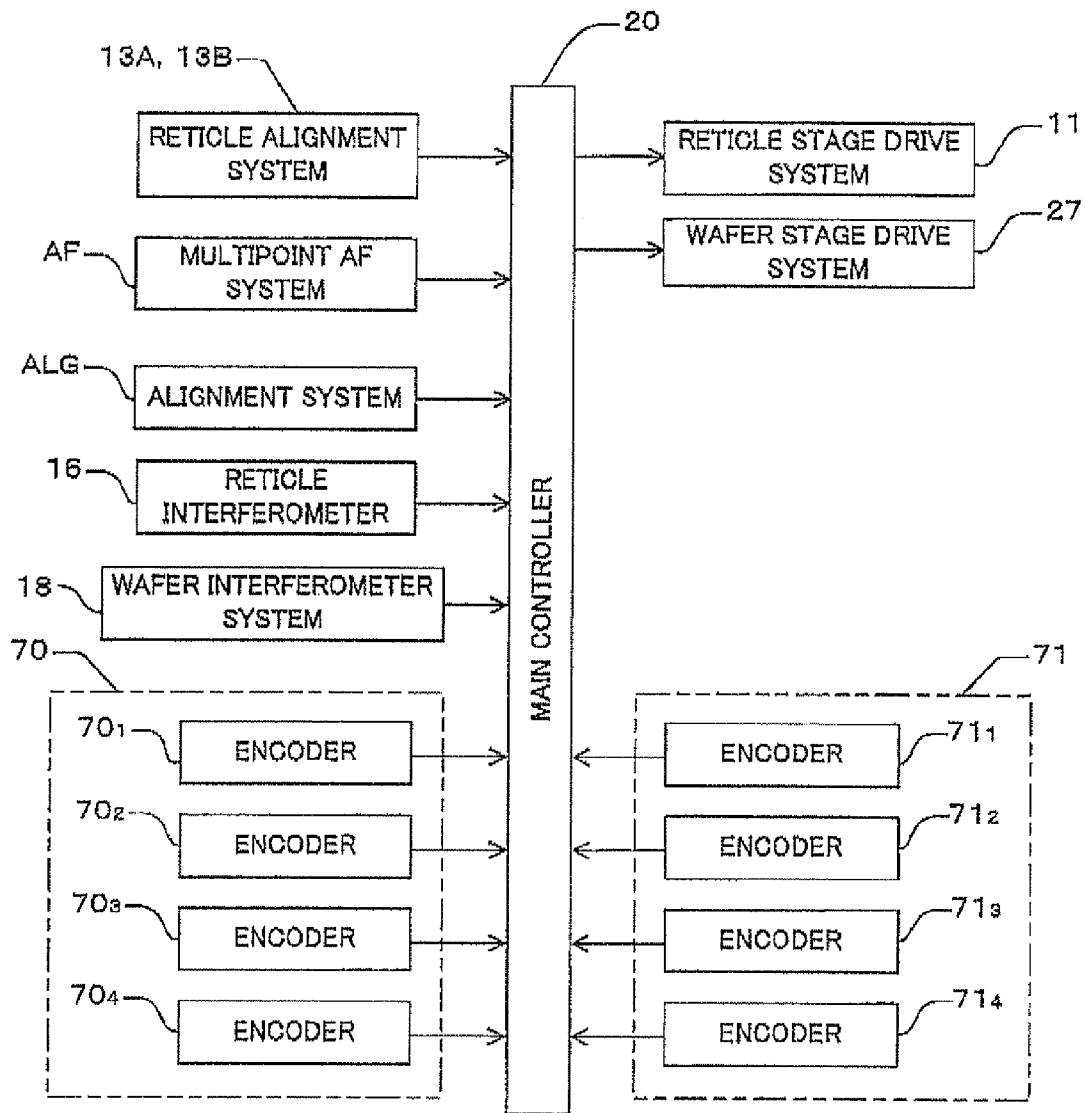 20
13A, 13B
RETICLE ALIGNMENT
SYSTEM
RETICLE STAGE DRIVE
SYSTEM
11
AF
MULTIPOINT AF
SYSTEM
WAFER STAGE DRIVE
SYSTEM
27
ALG
ALIGNMENT SYSTEM
16
RETICLE
INTERFEROMETER
18
WAFER INTERFEROMETER
SYSTEM
MAIN CONTROLLER
70
71
70₁
ENCODER
ENCODER
71₁
70₂
ENCODER
ENCODER
71₂
70₃
ENCODER
ENCODER
71₃
70₄
ENCODER
ENCODER
71₄